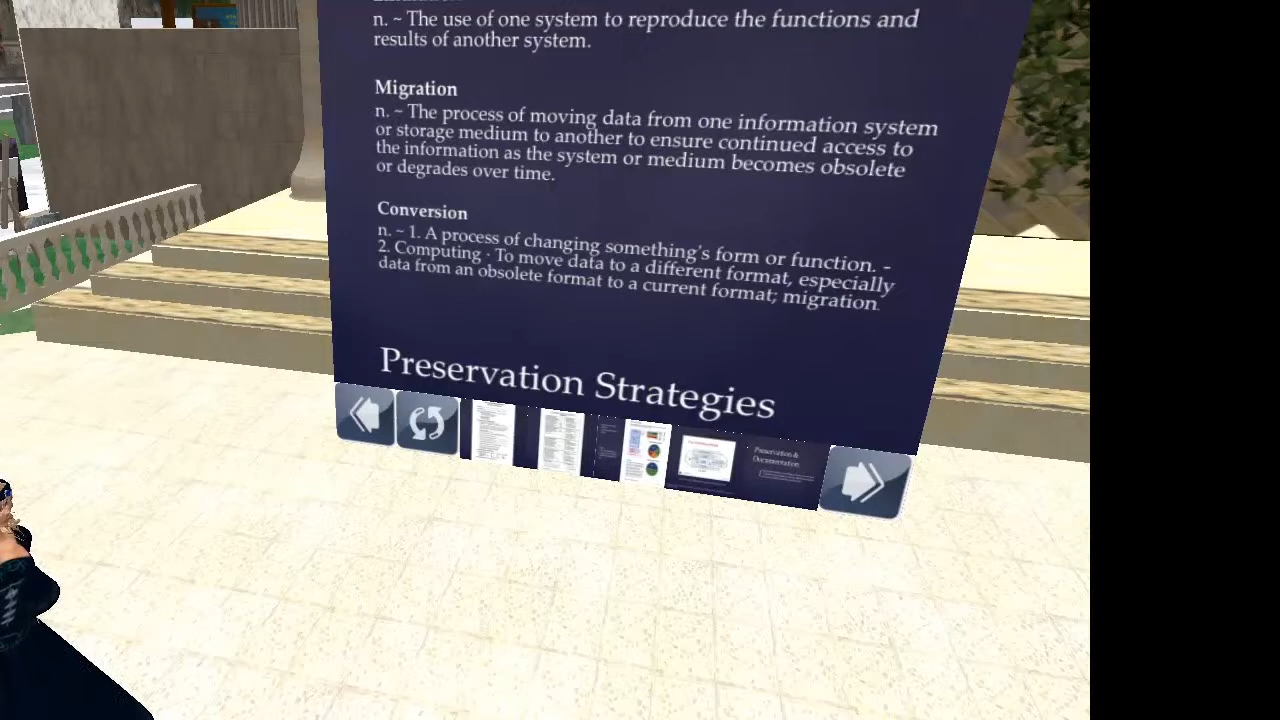 n. ~ The use of one system to reproduce the functions and
results of another system.
Migration
n. ~ The process of moving data from one information system
or storage medium to another to ensure continued access to
the information as the system or medium becomes obsolete
or degrades over time.
Conversion
n. ~ 1. A process of changing something's form or function. -
2. Computing · To move data to a different format, especially
data from an obsolete format to a current format; migration.
Preservation Strategies
Preservation &
Documentation